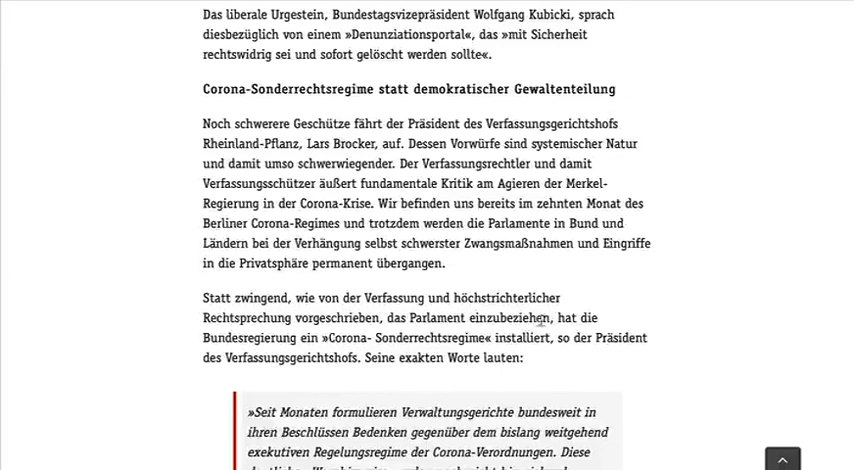 Das liberale Urgestein, Bundestagsvizepräsident Wolfgang Kubicki, sprach
diesbezüglich von einem »Denunziationsportal«, das »mit Sicherheit
rechtswidrig sei und sofort gelöscht werden sollte«.
Corona-Sonderrechtsregime statt demokratischer Gewaltenteilung
Noch schwerere Geschütze fährt der Präsident des Verfassungsgerichtshofs
Rheinland-Pflanz, Lars Brocker, auf. Dessen Vorwürfe sind systemischer Natur
und damit umso schwerwiegender. Der Verfassungsrechtler und damit
Verfassungsschützer äußert fundamentale Kritik am Agieren der Merkel-
Regierung in der Corona-Krise. Wir befinden uns bereits im zehnten Monat des
Berliner Corona-Regimes und trotzdem werden die Parlamente in Bund und
Ländern bei der Verhängung selbst schwerster Zwangsmaßnahmen und Eingriffe
in die Privatsphäre permanent übergangen.
Statt zwingend, wie von der Verfassung und höchstrichterlicher
Rechtsprechung vorgeschrieben, das Parlament einzubeziehen, hat die
Bundesregierung ein »Corona- Sonderrechtsregime« installiert, so der Präsident
des Verfassungsgerichtshofs. Seine exakten Worte lauten:
»Seit Monaten formulieren Verwaltungsgerichte bundesweit in
ihren Beschlüssen Bedenken gegenüber dem bislang weitgehend
exekutiven Regelungsregime der Corona-Verordnungen. Diese